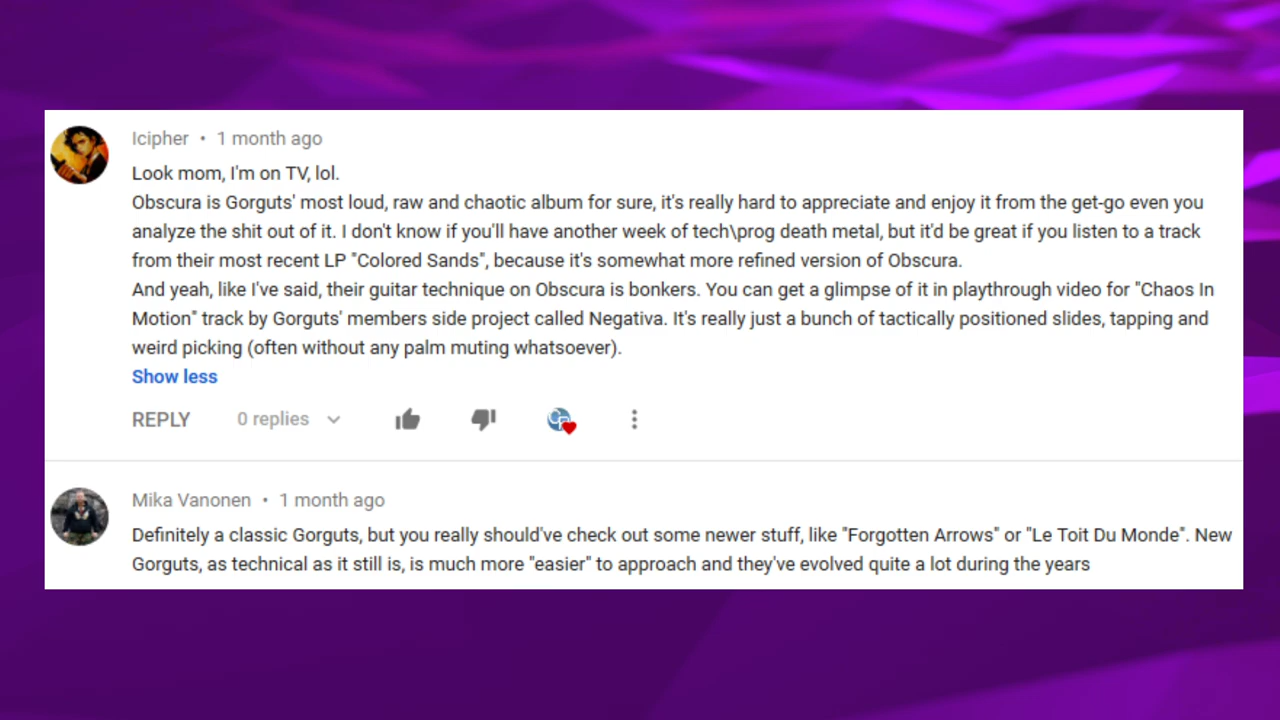 Icipher • 1 month ago
Look mom, I'm on TV, lol.
Obscura is Gorguts' most loud, raw and chaotic album for sure, it's really hard to appreciate and enjoy it from the get-go even you
analyze the shit out of it. I don't know if you'll have another week of tech\prog death metal, but it'd be great if you listen to a track
from their most recent LP "Colored Sands", because it's somewhat more refined version of Obscura.
And yeah, like I've said, their guitar technique on Obscura is bonkers. You can get a glimpse of it in playthrough video for "Chaos In
Motion" track by Gorguts' members side project called Negativa. It's really just a bunch of tactically positioned slides, tapping and
weird picking (often without any palm muting whatsoever).
Show less
REPLY 0 replies
Mika Vanonen • 1 month ago
Definitely a classic Gorguts, but you really should've check out some newer stuff, like "Forgotten Arrows" or "Le Toit Du Monde". New
Gorguts, as technical as it still is, is much more "easier" to approach and they've evolved quite a lot during the years